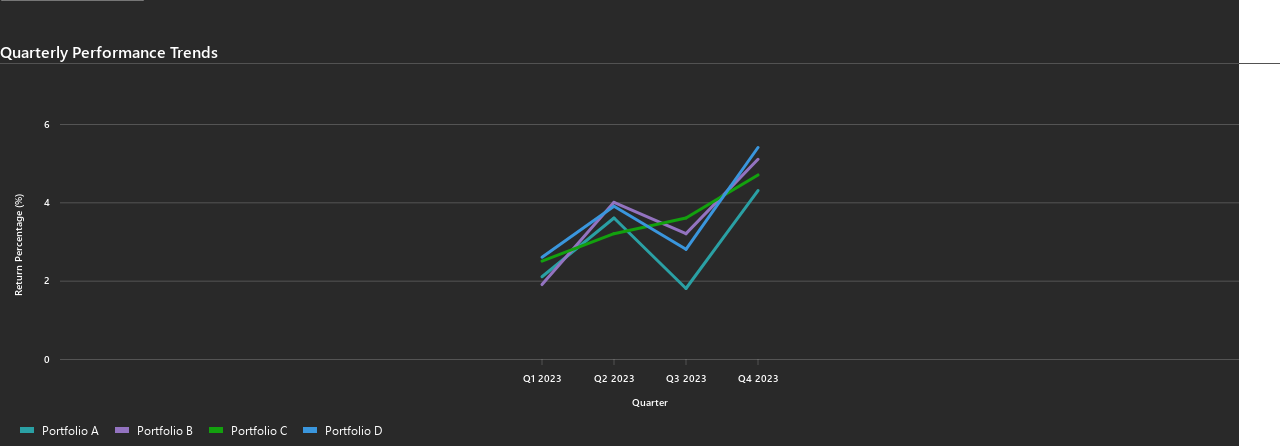 Quarterly Performance Trends
6
4
2
0
Return Percentage (%)
Q1 2023 Q2 2023 Q3 2023 Q4 2023
Quarter
Portfolio A Portfolio B Portfolio C Portfolio D